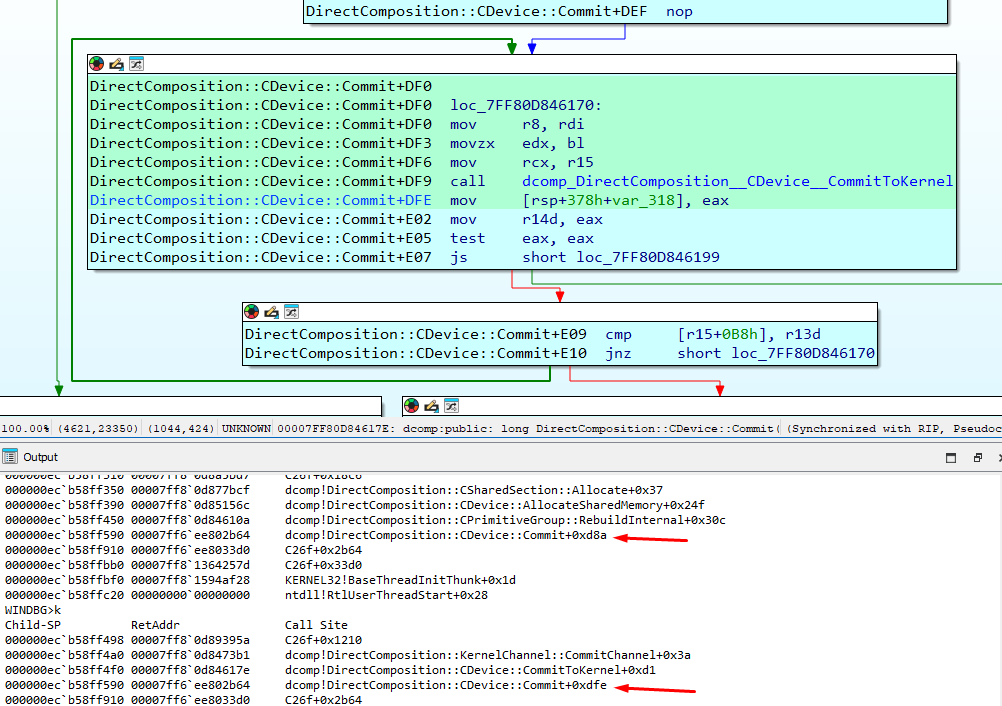 DirectComposition::CDevice::Commit+DEF nop
DirectComposition::CDevice::Commit+DF0
DirectComposition::CDevice::Commit+DF0 loc_7FF80D846170:
DirectComposition::CDevice::Commit+DF0 mov r8, rdi
DirectComposition::CDevice::Commit+DF3 movzx edx, bl
DirectComposition::CDevice::Commit+DF6 mov rcx, r15
DirectComposition::CDevice::Commit+DF9 call dcomp_DirectComposition__CDevice__CommitToKernel
DirectComposition::CDevice::Commit+DFE mov [rsp+378h+var_318], eax
DirectComposition::CDevice::Commit+E02 mov r14d, eax
DirectComposition::CDevice::Commit+E05 test eax, eax
DirectComposition::CDevice::Commit+E07 js short loc_7FF80D846199
DirectComposition::CDevice::Commit+E09 cmp [r15+0B8h], r13d
DirectComposition::CDevice::Commit+E10 jnz short loc_7FF80D846170
100.00% (4621,23350) (1044,424) UNKNOWN 00007FF80D84617E: dcomp:public: long DirectComposition::CDevice::Commit( (Synchronized with RIP, Pseudoc
Output
000000ec`b58ff350 00007ff8`0d877bcf dcomp!DirectComposition::CSharedSection::Allocate+0x37
000000ec`b58ff390 00007ff8`0d85156c dcomp!DirectComposition::CDevice::AllocateSharedMemory+0x24f
000000ec`b58ff450 00007ff8`0d84610a dcomp!DirectComposition::CPrimitiveGroup::RebuildInternal+0x30c
000000ec`b58ff590 00007ff6`ee802b64 dcomp!DirectComposition::CDevice::Commit+0xd8a
000000ec`b58ff910 00007ff6`ee8033d0 C26f+0x2b64
000000ec`b58ffbb0 00007ff8`1364257d C26f+0x33d0
000000ec`b58ffbf0 00007ff8`1594af28 KERNEL32!BaseThreadInitThunk+0x1d
000000ec`b58ffc20 00000000`00000000 ntdll!RtlUserThreadStart+0x28
WINDBG>k
Child-SP RetAddr Call Site
000000ec`b58ff498 00007ff8`0d89395a C26f+0x1210
000000ec`b58ff4a0 00007ff8`0d8473b1 dcomp!DirectComposition::KernelChannel::CommitChannel+0x3a
000000ec`b58ff4f0 00007ff8`0d84617e dcomp!DirectComposition::CDevice::CommitToKernel+0xd1
000000ec`b58ff590 00007ff6`ee802b64 dcomp!DirectComposition::CDevice::Commit+0xdfe
000000ec`b58ff910 00007ff6`ee8033d0 C26f+0x2b64